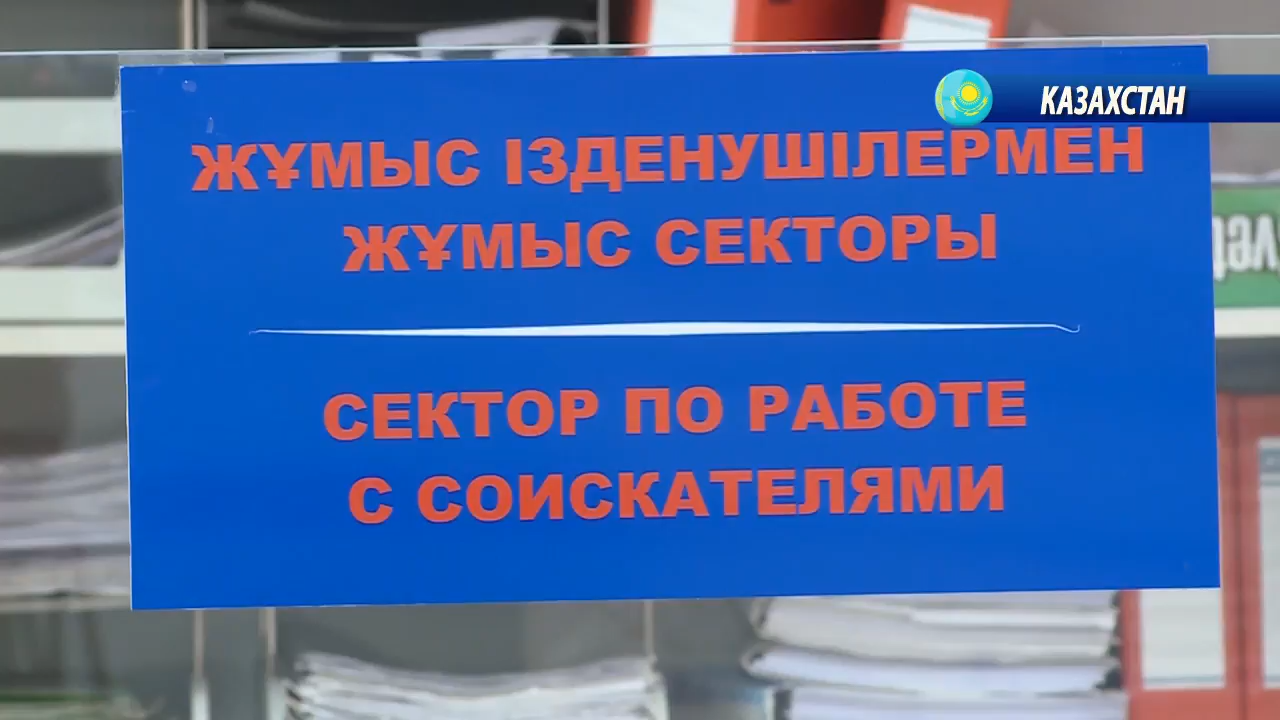 КАЗАХСТАН
ЖҰМЫС ІЗДЕНУШІЛЕРМЕН
ЖҰМЫС СЕКТОРЫ
СЕКТОР ПО РАБОТЕ
С СОИСКАТЕЛЯМИ